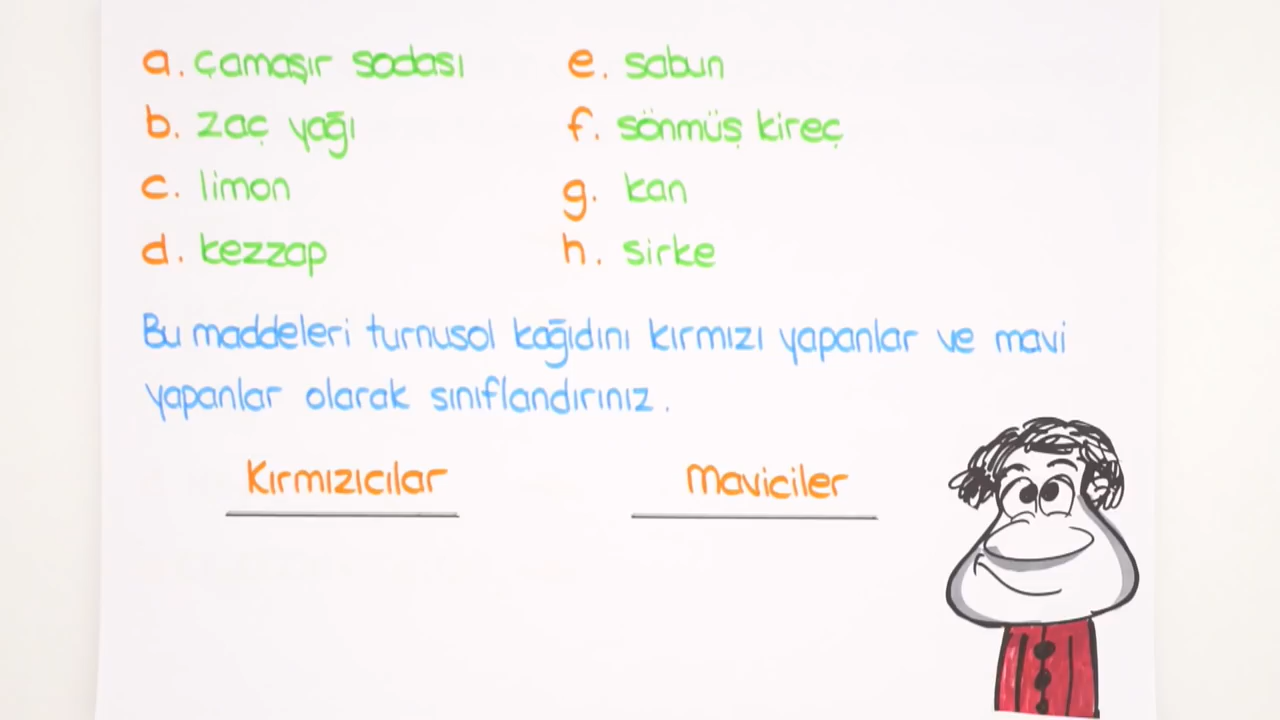 a. çamaşır sodası
b. zaç yağı
c. limon
d. kezzap
e. sabun
f. sönmüş kireç
g. kan
h. sirke
Bu maddeleri turnusol kağıdını kırmızı yapanlar ve mavi
yapanlar olarak sınıflandırınız.
Kırmızıcılar
Maviciler